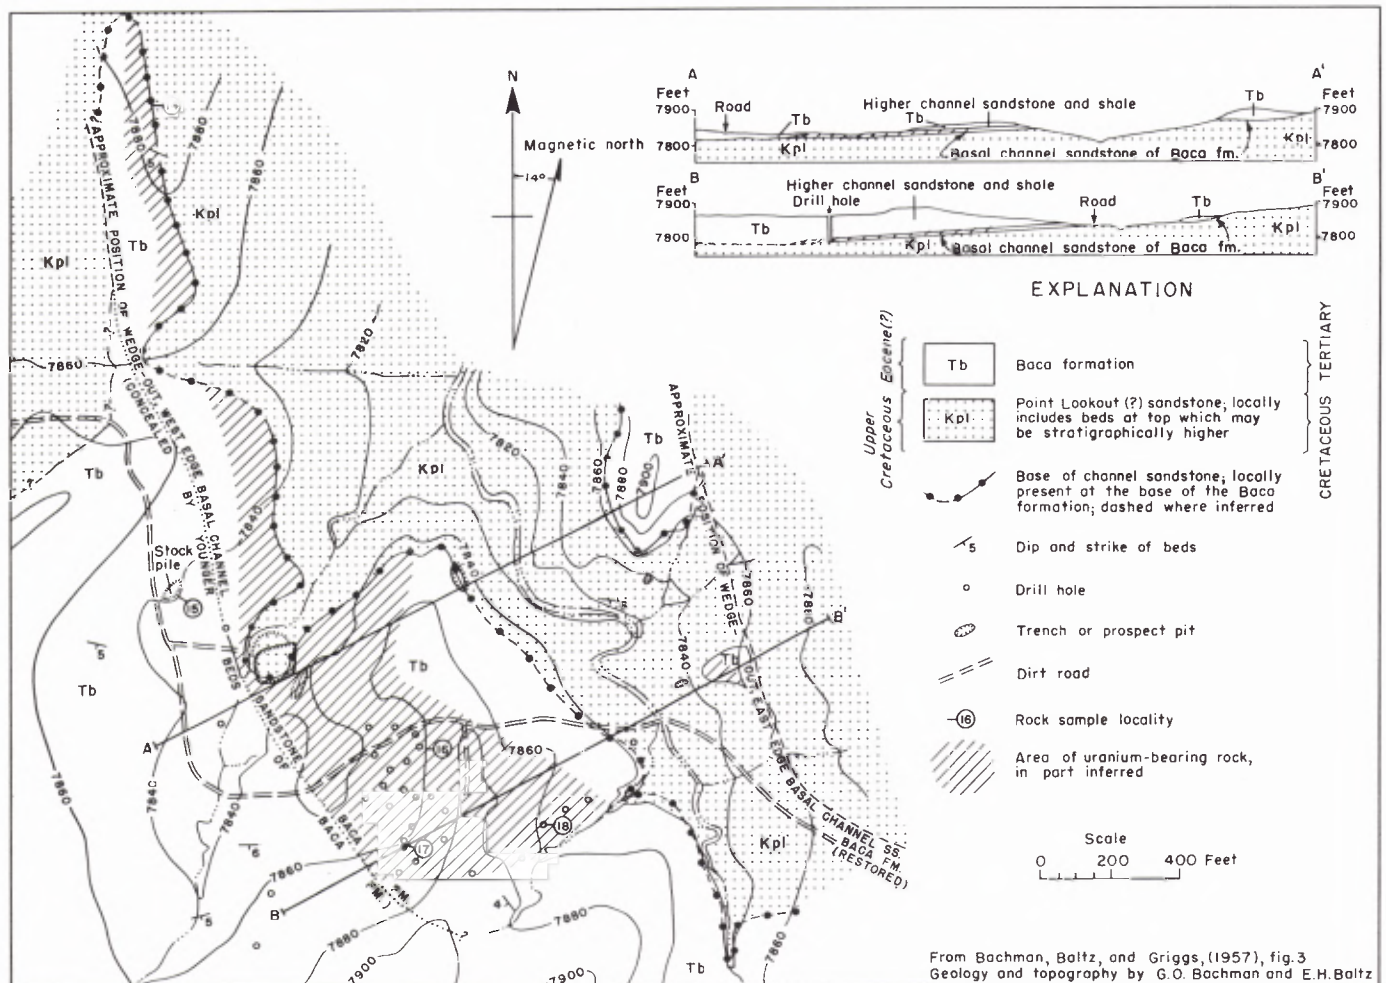 A
A'
Feet
Feet
7900
7800
7900
7800
Road
Tb
Higher channel sandstone and shale
Tb
Tb
Kpl
Kpl
Basal channel sandstone of Baca fm.
B
B'
Feet
Feet
7900
7800
7900
7800
Higher channel sandstone and shale
Drill hole
Road
Tb
Tb
Kpl
Kpl
Basal channel sandstone of Baca fm.
N
Magnetic north
14°
EXPLANATION
Eocene(?)
TERTIARY
Tb
Baca formation
Upper
Cretaceous
CRETACEOUS
Kpl
Point Lookout (?) sandstone; locally
includes beds at top which may
be stratigraphically higher
Base of channel sandstone; locally
present at the base of the Baca
formation; dashed where inferred
5
Dip and strike of beds
Drill hole
Trench or prospect pit
Dirt road
16
Rock sample locality
Area of uranium-bearing rock,
in part inferred
Scale
0 200 400 Feet
From Bachman, Baltz, and Griggs, (1957), fig.3
Geology and topography by G.O. Bachman and E.H. Baltz
APPROXIMATE POSITION OF WEDGE-OUT, WEST EDGE BASAL CHANNEL
SANDSTONE OF BACA FM.
(CONCEALED BY YOUNGER BEDS
BACA
APPROXIMATE POSITION OF WEDGE-OUT, EAST EDGE BASAL CHANNEL SS.
BACA FM.
(RESTORED)
7880
7880
7860
Tb
Kpl
Kpl
7860
7820
Tb
7840
Kpl
7820
7840
7860
7880
7900
Tb
A'
Stock
pile
15
5
Tb
7840
7860
7860
B'
Tb
7840
Tb
A
7860
7840
7840
16
7860
17
18
6
7860
5
B
4
7880
7880
7900
7900
?
Tb
7880
Kpl